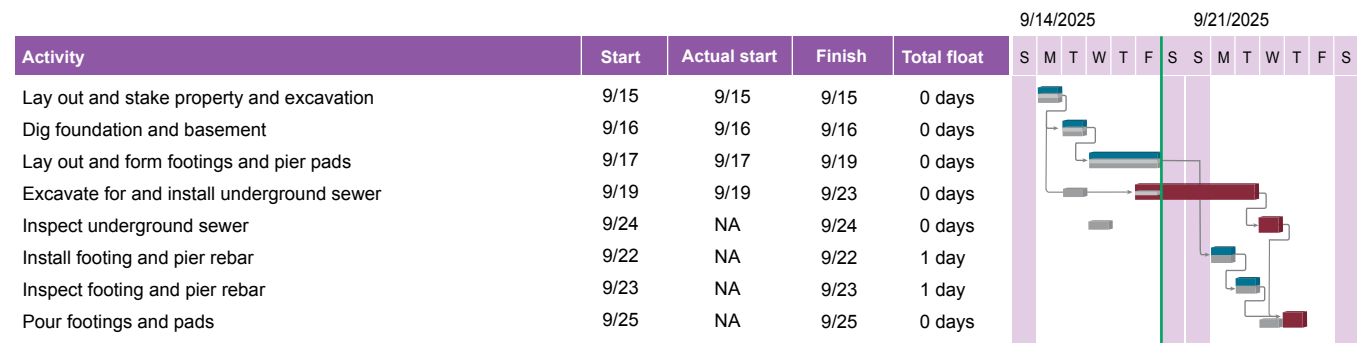 9/14/2025 9/21/2025
Activity Start Actual start Finish Total float S M T W T F S S M T W T F S
Lay out and stake property and excavation 9/15 9/15 9/15 0 days
Dig foundation and basement 9/16 9/16 9/16 0 days
Lay out and form footings and pier pads 9/17 9/17 9/19 0 days
Excavate for and install underground sewer 9/19 9/19 9/23 0 days
Inspect underground sewer 9/24 NA 9/24 0 days
Install footing and pier rebar 9/22 NA 9/22 1 day
Inspect footing and pier rebar 9/23 NA 9/23 1 day
Pour footings and pads 9/25 NA 9/25 0 days